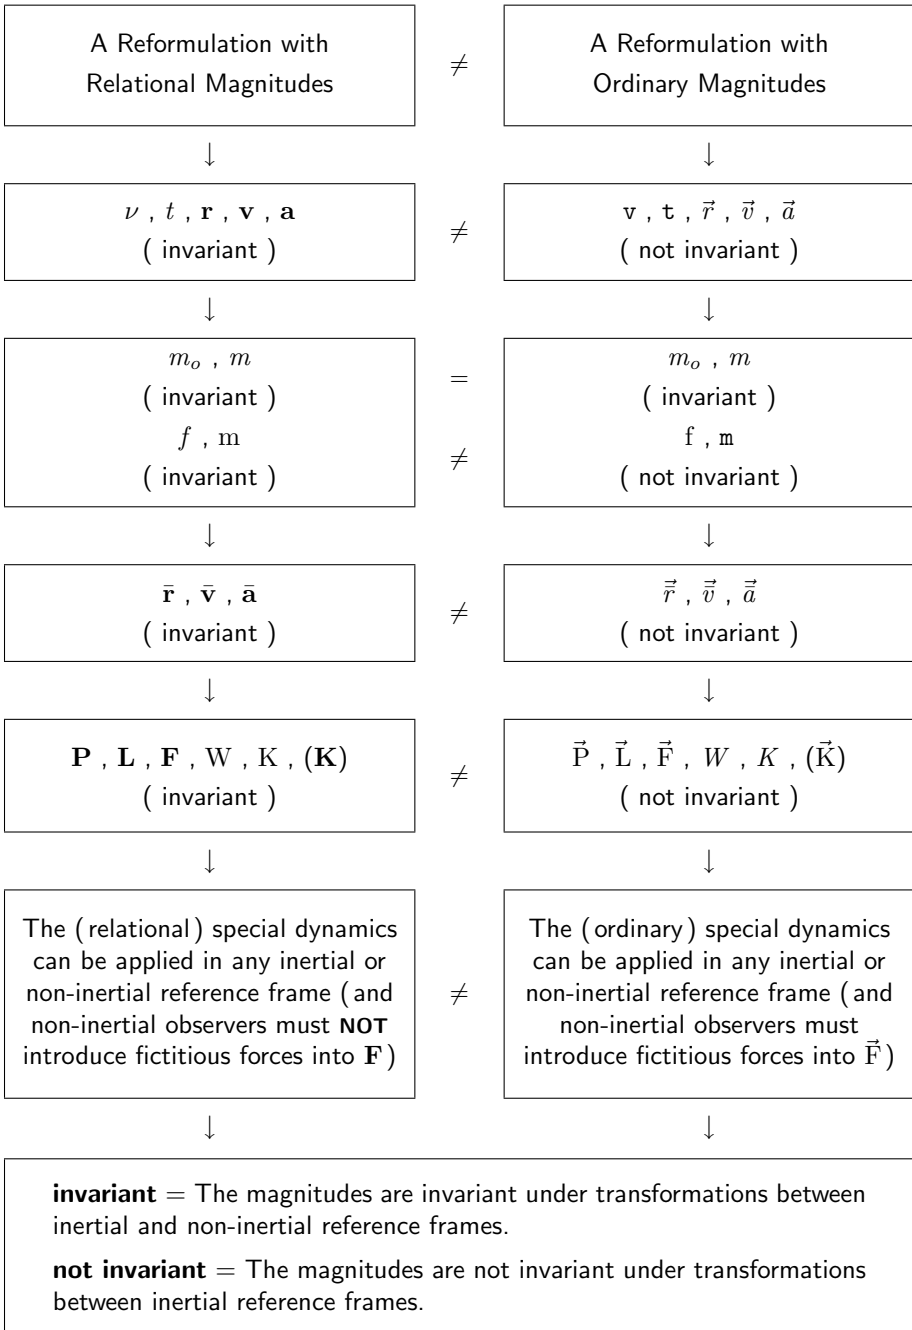 A Reformulation with
Relational Magnitudes
≠
A Reformulation with
Ordinary Magnitudes
↓ ↓
ν , t , r , v , a
( invariant )
≠
v , t , r⃗ , v⃗ , a⃗
( not invariant )
↓ ↓
mₒ , m
( invariant )
=
mₒ , m
( invariant )
f , m
( invariant )
≠
f , m
( not invariant )
↓ ↓
r̄ , v̄ , ā
( invariant )
≠
r̄⃗ , v̄⃗ , ā⃗
( not invariant )
↓ ↓
P , L , F , W , K , (K)
( invariant )
≠
P⃗ , L⃗ , F⃗ , W , K , (K⃗)
( not invariant )
↓ ↓
The ( relational ) special dynamics
can be applied in any inertial or
non-inertial reference frame ( and
non-inertial observers must NOT
introduce fictitious forces into F )
≠
The ( ordinary ) special dynamics
can be applied in any inertial or
non-inertial reference frame ( and
non-inertial observers must
introduce fictitious forces into F⃗ )
↓ ↓
invariant = The magnitudes are invariant under transformations between
inertial and non-inertial reference frames.
not invariant = The magnitudes are not invariant under transformations
between inertial reference frames.